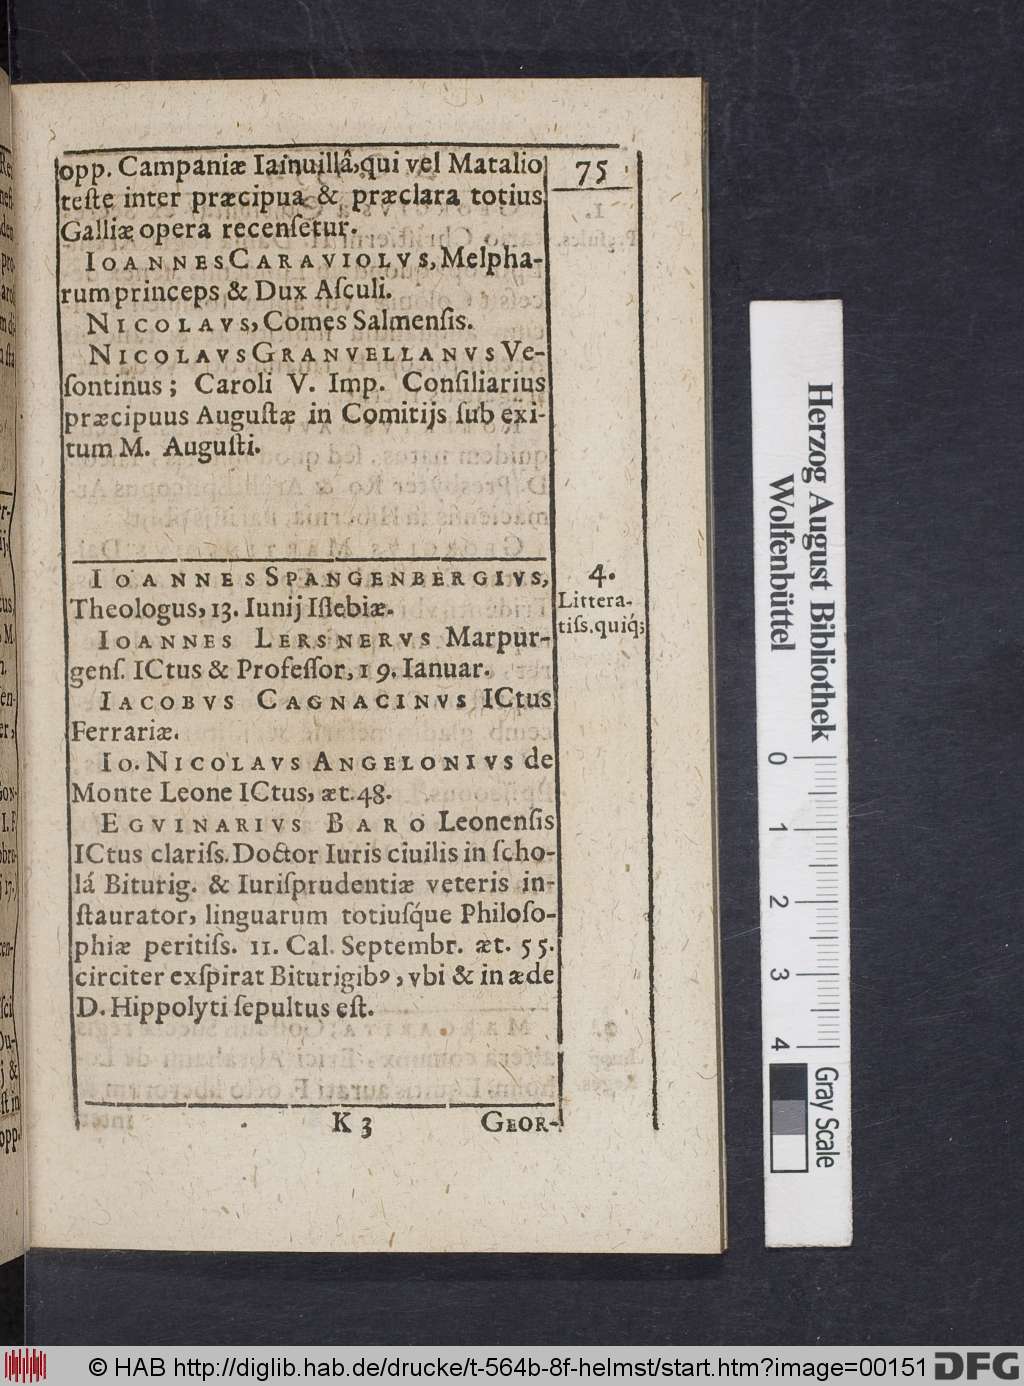 75
opp. Campaniæ Iainuillâ, qui vel Matalio
teſte inter præcipua & præclara totius
Galliæ opera recenſetur.
IOANNES CARAVIOLVS, Melpha-
rum princeps & Dux Aſculi.
NICOLAVS, Comes Salmenſis.
NICOLAVS GRANVELLANVS Ve-
ſontinus; Caroli V. Imp. Conſiliarius
præcipuus Auguſtæ in Comitijs ſub exi-
tum M. Auguſti.
4.
Littera-
tiſs. quiq́;
IOANNES SPANGENBERGIVS,
Theologus, 13. Iunij Iſlebiæ.
IOANNES LERSNERVS Marpur-
genſ. ICtus & Profeſſor, 19. Ianuar.
IACOBVS CAGNACINVS ICtus
Ferrariæ.
IO. NICOLAVS ANGELONIVS de
Monte Leone ICtus, æt. 48.
EGVINARIVS BARO Leonenſis
ICtus clariſs. Doctor Iuris ciuilis in ſcho-
lá Biturig. & Iuriſprudentiæ veteris in-
ſtaurator, linguarum totiuſq́ue Philoſo-
phiæ peritiſs. 11. Cal. Septembr. æt. 55.
circiter exſpirat Biturigibꝰ, vbi & in æde
D. Hippolyti ſepultus eſt.
K 3
GEOR-
Herzog August Bibliothek
Wolfenbüttel
0 1 2 3 4
Gray Scale
© HAB http://diglib.hab.de/drucke/t-564b-8f-helmst/start.htm?image=00151
DFG